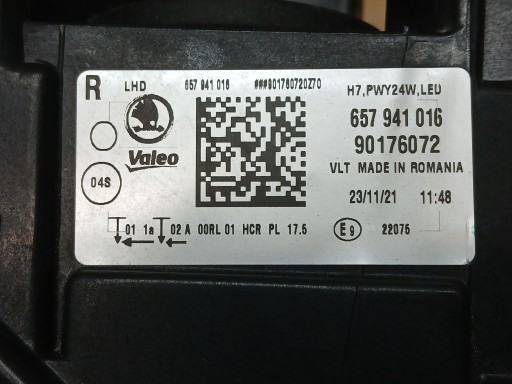 R LHD 657 941 016 ###901760720Z70 H7,PWY24W,LED
657 941 016
90176072
Valeo
VLT MADE IN ROMANIA
04S
23/11/21 11:48
01 1a 02 A 00RL 01 HCR PL 17.5 E9 22075